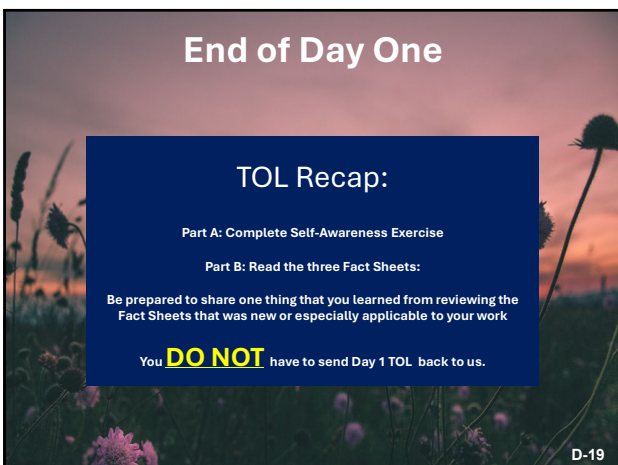 End of Day One
TOL Recap:
Part A: Complete Self-Awareness Exercise
Part B: Read the three Fact Sheets:
Be prepared to share one thing that you learned from reviewing the
Fact Sheets that was new or especially applicable to your work
You DO NOT have to send Day 1 TOL back to us.
D-19